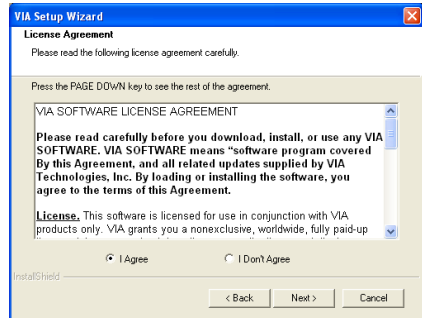 VIA Setup Wizard
License Agreement
Please read the following license agreement carefully.
Press the PAGE DOWN key to see the rest of the agreement.
VIA SOFTWARE LICENSE AGREEMENT
Please read carefully before you download, install, or use any VIA
SOFTWARE. VIA SOFTWARE means "software program covered
By this Agreement, and all related updates supplied by VIA
Technologies, Inc. By loading or installing the software, you
agree to the terms of this Agreement.
License. This software is licensed for use in conjunction with VIA
products only. VIA grants you a nonexclusive, worldwide, fully paid-up
I Agree
I Don't Agree
InstallShield
< Back
Next >
Cancel